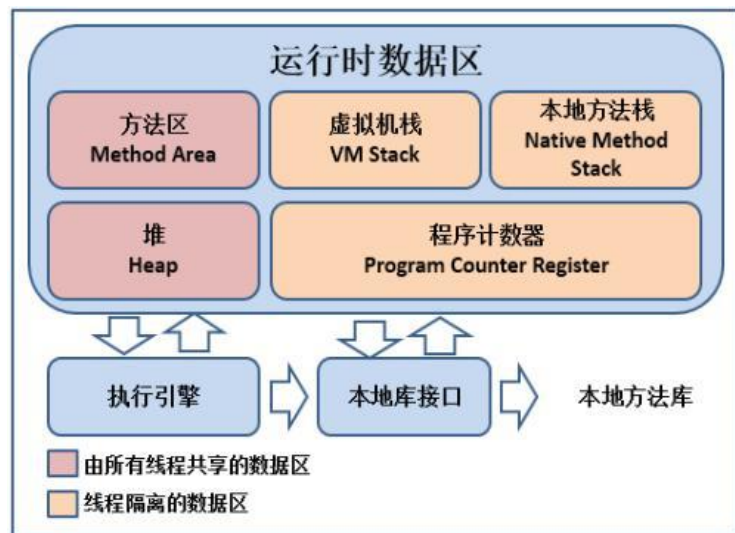 运行时数据区
方法区
Method Area
虚拟机栈
VM Stack
本地方法栈
Native Method
Stack
堆
Heap
程序计数器
Program Counter Register
执行引擎
本地库接口
本地方法库
由所有线程共享的数据区
线程隔离的数据区